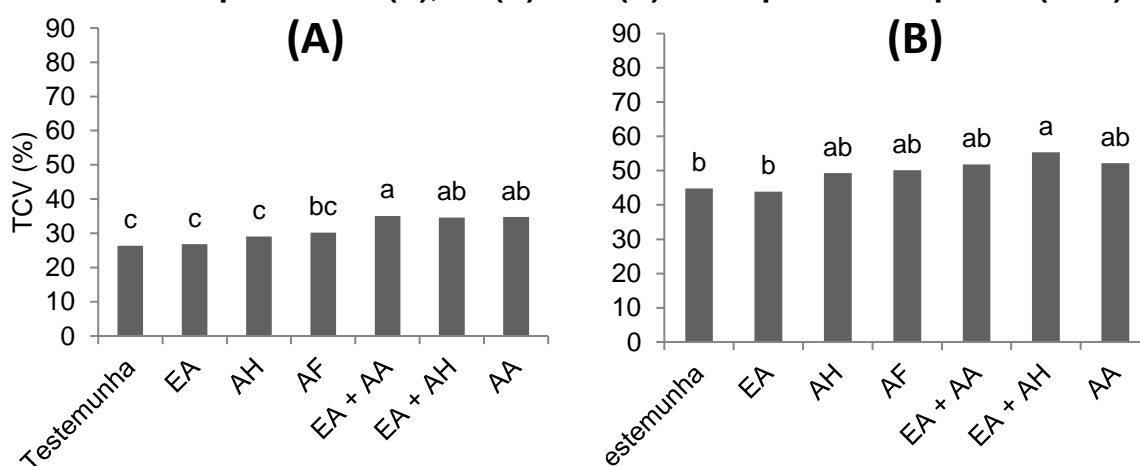 (A)
90
80
70
60
50
40
30
20
10
0
TCV (%)
c c c bc a ab ab
Testemunha EA AH AF EA + AA EA + AH AA
(B)
90
80
70
60
50
40
30
20
10
0
b b ab ab ab a ab
estemunha EA AH AF EA + AA EA + AH AA